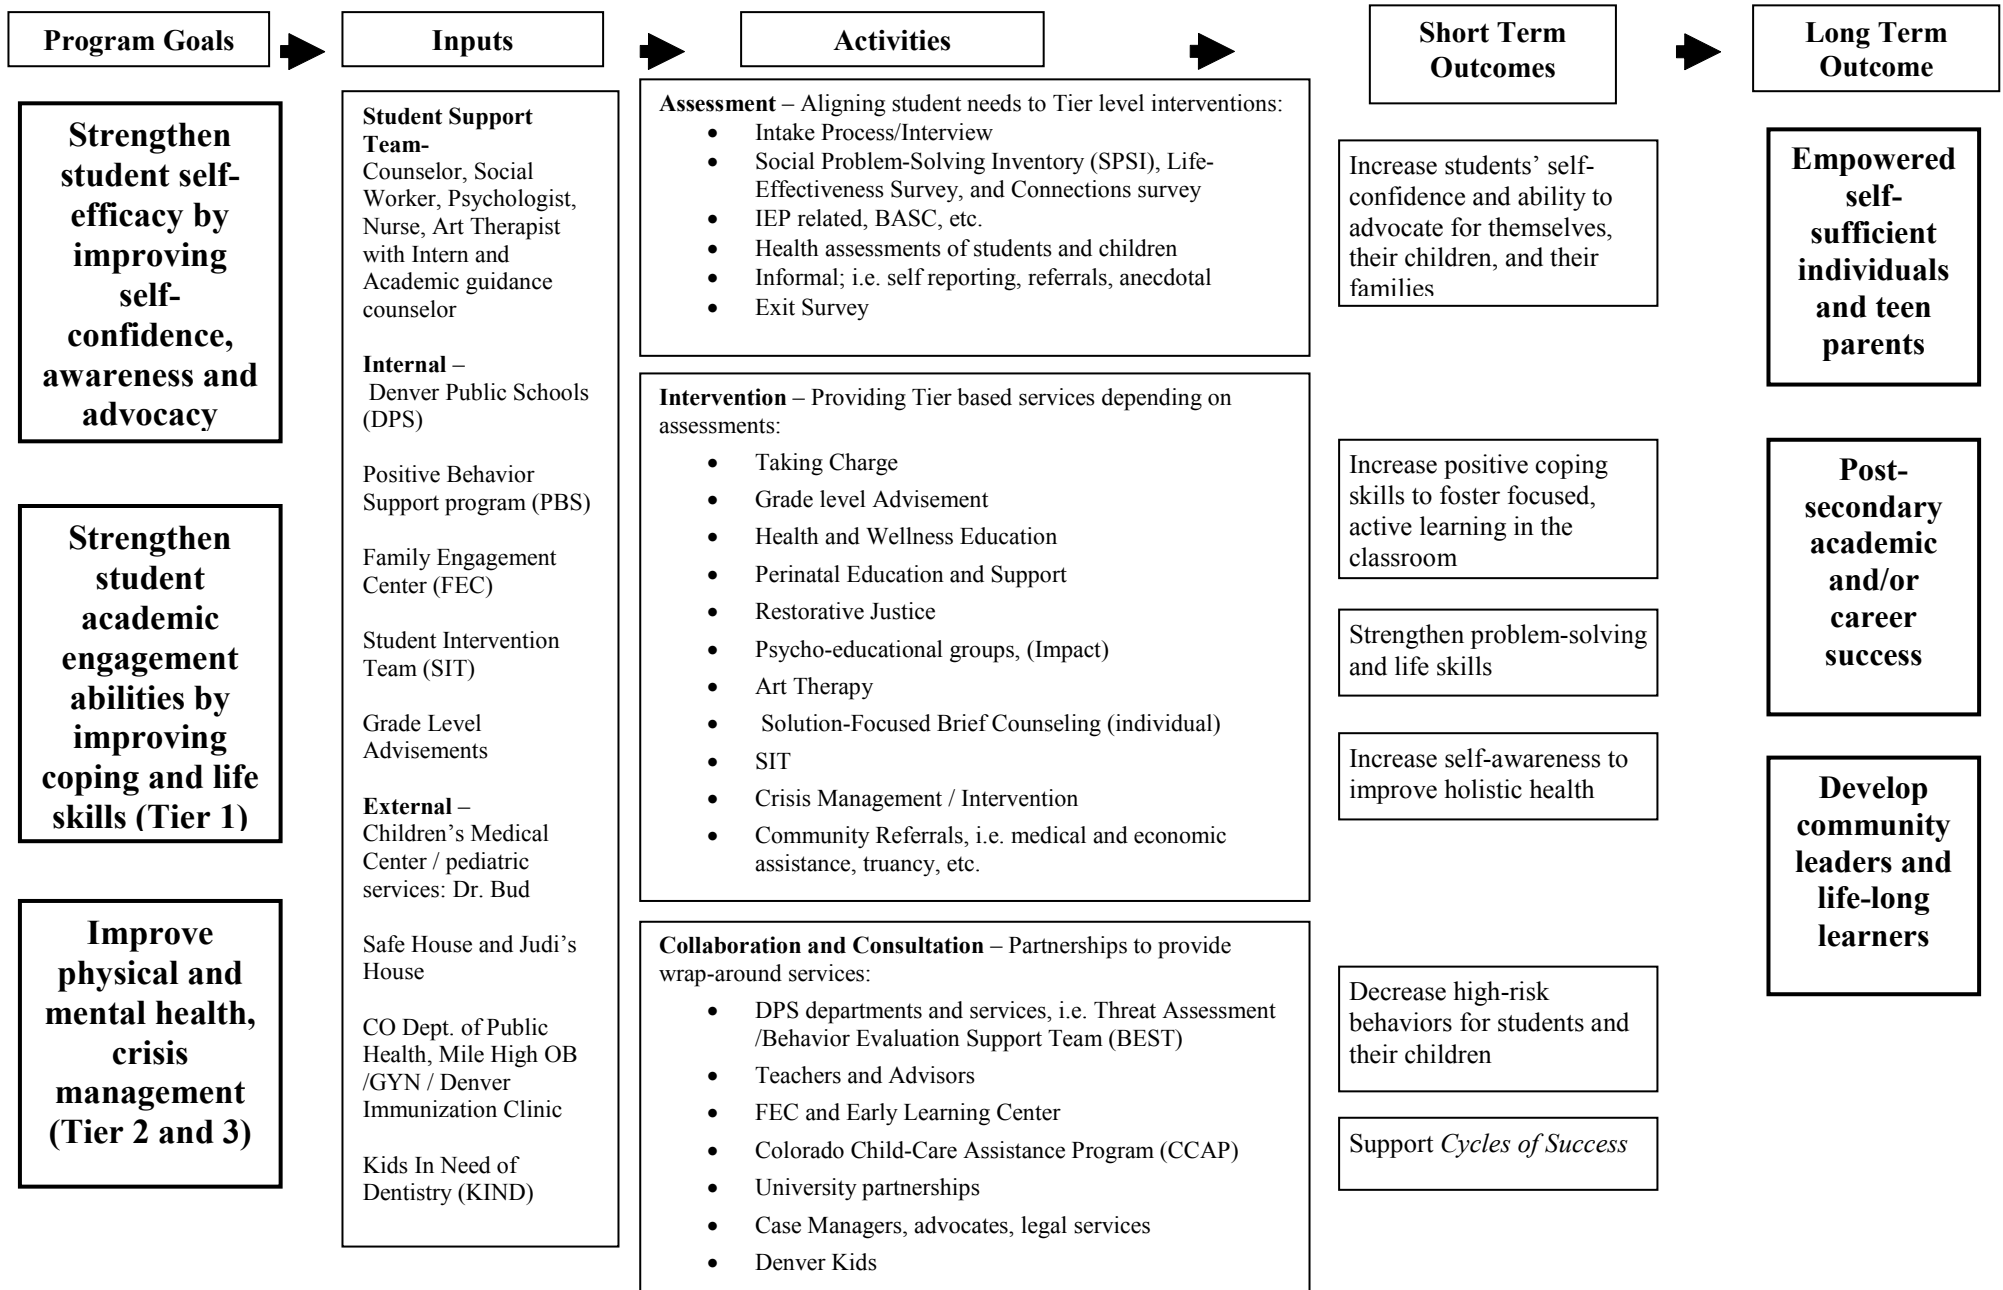 Program Goals
Inputs
Activities
Short Term
Outcomes
Long Term
Outcome
Strengthen
student self-
efficacy by
improving
self-
confidence,
awareness and
advocacy
Strengthen
student
academic
engagement
abilities by
improving
coping and life
skills (Tier 1)
Improve
physical and
mental health,
crisis
management
(Tier 2 and 3)
Student Support
Team-
Counselor, Social
Worker, Psychologist,
Nurse, Art Therapist
with Intern and
Academic guidance
counselor
Internal –
Denver Public Schools
(DPS)
Positive Behavior
Support program (PBS)
Family Engagement
Center (FEC)
Student Intervention
Team (SIT)
Grade Level
Advisements
External –
Children’s Medical
Center / pediatric
services: Dr. Bud
Safe House and Judi’s
House
CO Dept. of Public
Health, Mile High OB
/GYN / Denver
Immunization Clinic
Kids In Need of
Dentistry (KIND)
Assessment – Aligning student needs to Tier level interventions:
• Intake Process/Interview
• Social Problem-Solving Inventory (SPSI), Life-
Effectiveness Survey, and Connections survey
• IEP related, BASC, etc.
• Health assessments of students and children
• Informal; i.e. self reporting, referrals, anecdotal
• Exit Survey
Intervention – Providing Tier based services depending on
assessments:
• Taking Charge
• Grade level Advisement
• Health and Wellness Education
• Perinatal Education and Support
• Restorative Justice
• Psycho-educational groups, (Impact)
• Art Therapy
• Solution-Focused Brief Counseling (individual)
• SIT
• Crisis Management / Intervention
• Community Referrals, i.e. medical and economic
assistance, truancy, etc.
Collaboration and Consultation – Partnerships to provide
wrap-around services:
• DPS departments and services, i.e. Threat Assessment
/Behavior Evaluation Support Team (BEST)
• Teachers and Advisors
• FEC and Early Learning Center
• Colorado Child-Care Assistance Program (CCAP)
• University partnerships
• Case Managers, advocates, legal services
• Denver Kids
Increase students’ self-
confidence and ability to
advocate for themselves,
their children, and their
families
Increase positive coping
skills to foster focused,
active learning in the
classroom
Strengthen problem-solving
and life skills
Increase self-awareness to
improve holistic health
Decrease high-risk
behaviors for students and
their children
Support Cycles of Success
Empowered
self-
sufficient
individuals
and teen
parents
Post-
secondary
academic
and/or
career
success
Develop
community
leaders and
life-long
learners